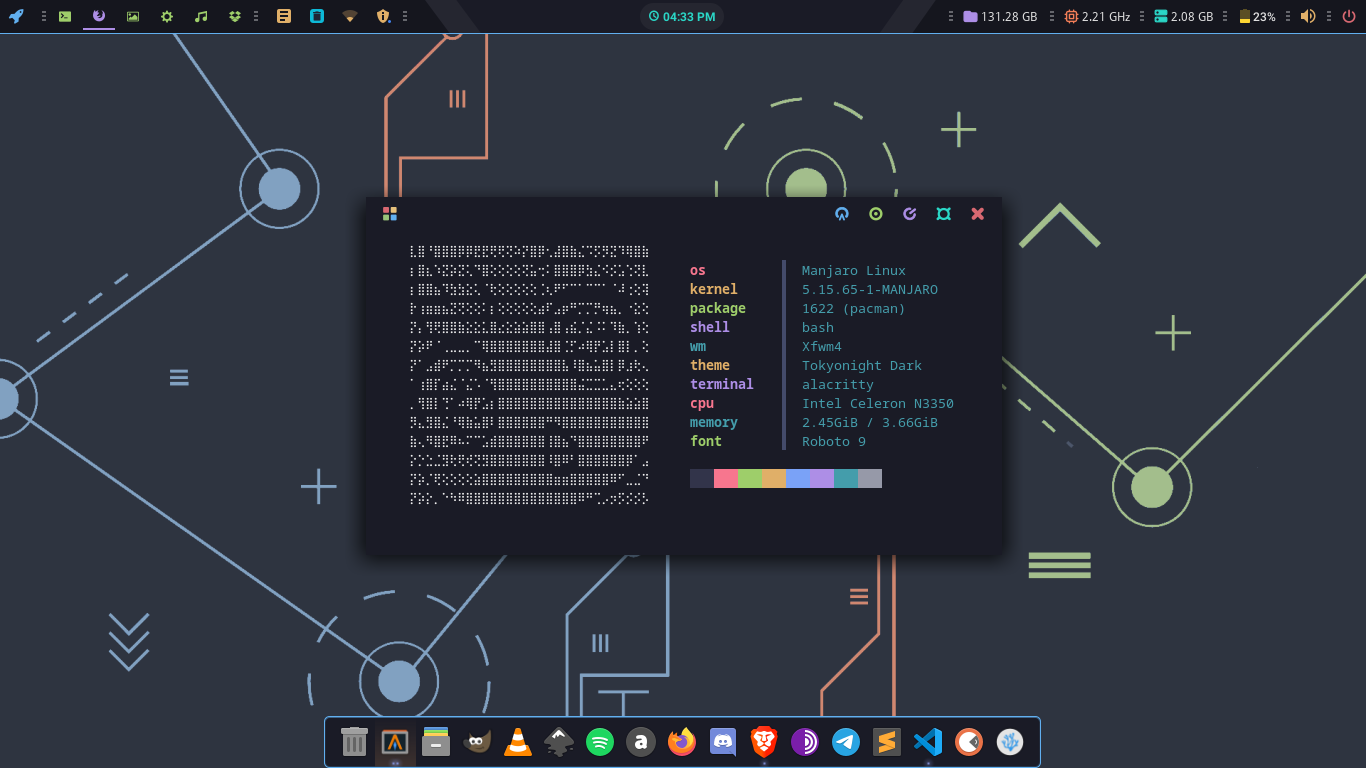 04:33 PM
131.28 GB
2.21 GHz
2.08 GB
23%
os Manjaro Linux
kernel 5.15.65-1-MANJARO
package 1622 (pacman)
shell bash
wm Xfwm4
theme Tokyonight Dark
terminal alacritty
cpu Intel Celeron N3350
memory 2.45GiB / 3.66GiB
font Roboto 9
a